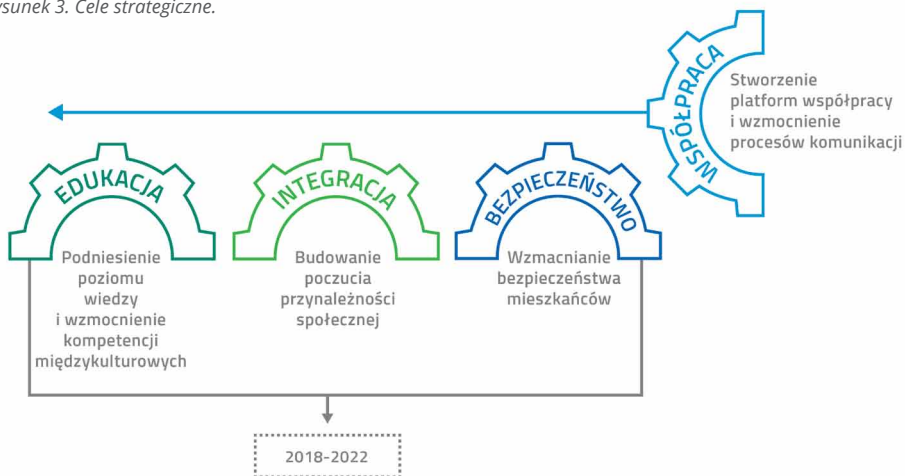 ysunek 3. Cele strategiczne.
WSPÓŁPRACA
Stworzenie
platform współpracy
i wzmocnienie
procesów komunikacji
EDUKACJA
Podniesienie
poziomu
wiedzy
i wzmocnienie
kompetencji
międzykulturowych
INTEGRACJA
Budowanie
poczucia
przynależności
społecznej
BEZPIECZEŃSTWO
Wzmacnianie
bezpieczeństwa
mieszkańców
2018-2022